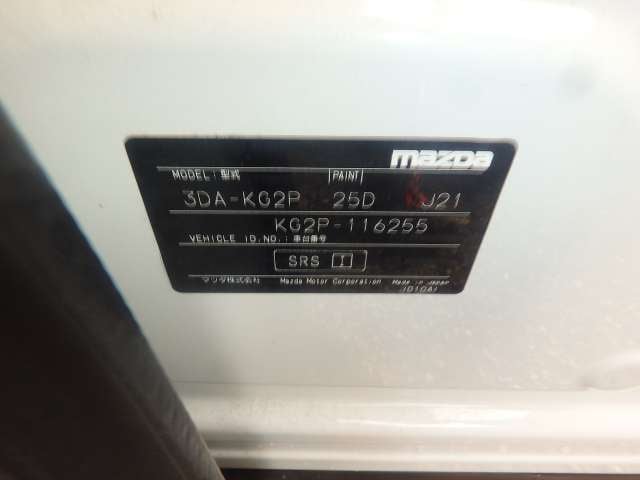 mazda
MODEL: 型式 PAINT
3DA-KG2P 25D J21
KG2P-116255
VEHICLE ID.NO.: 車台番号
SRS I
マツダ株式会社 Mazda Motor Corporation Made in Japan